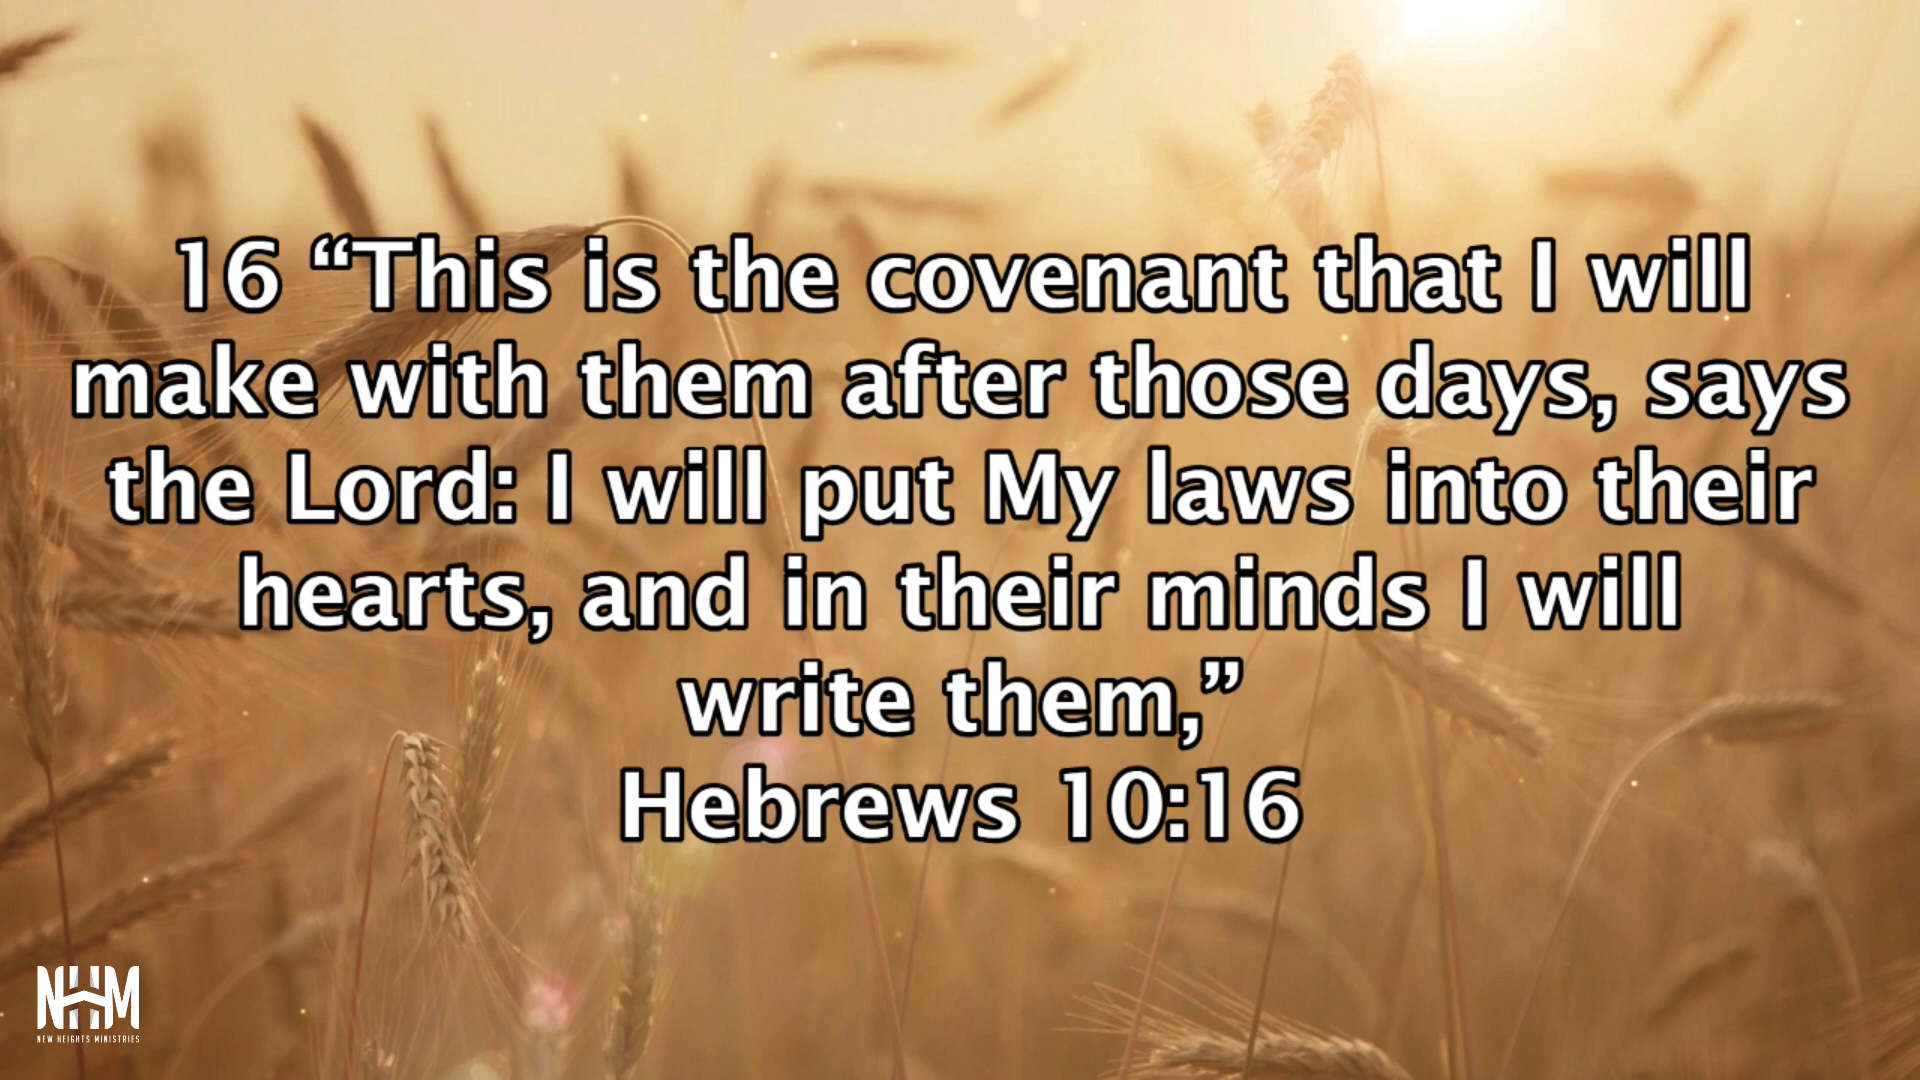 16 “This is the covenant that I will
make with them after those days, says
the Lord: I will put My laws into their
hearts, and in their minds I will
write them,”
Hebrews 10:16
NHM
NEW HEIGHTS MINISTRIES